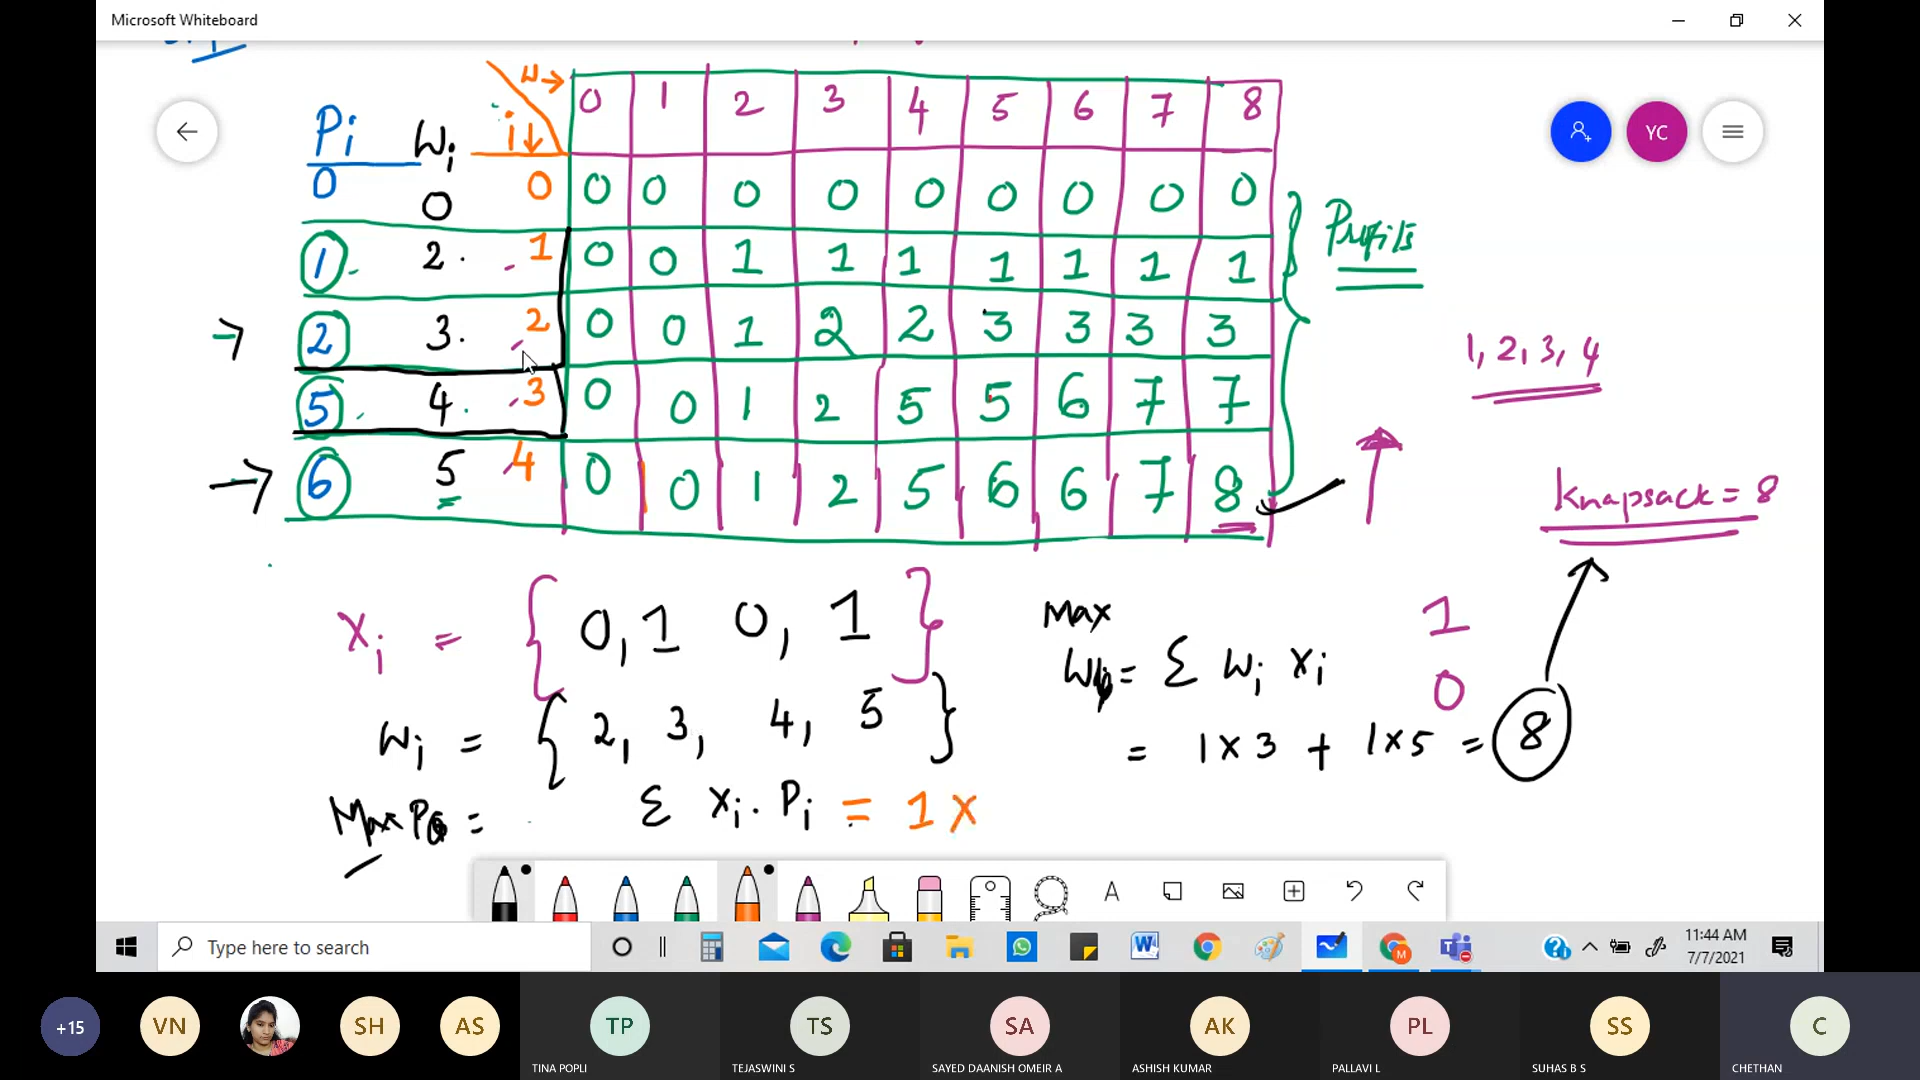 Microsoft Whiteboard
W → 0 1 2 3 4 5 6 7 8
Pi Wi i ↓
0 0 0 0 0 0 0 0 0 0 0 0
1 2 1 0 0 1 1 1 1 1 1 1
2 3 2 0 0 1 2 2 3 3 3 3
5 4 3 0 0 1 2 5 5 6 7 7
6 5 4 0 0 1 2 5 6 6 7 8
Profits
1, 2, 3, 4
Knapsack = 8
YC
xi = { 0, 1 0, 1 }
wi = { 2, 3, 4, 5 }
Σ xi . Pi = 1 x
Max
= Σ wi xi
= 1 x 3 + 1 x 5 = 8
1
0
A
Type here to search
11:44 AM
7/7/2021
+15
VN
SH
AS
TP
TINA POPLI
TS
TEJASWINI S
SA
SAYED DAANISH OMEIR A
AK
ASHISH KUMAR
PL
PALLAVI L
SS
SUHAS B S
C
CHETHAN